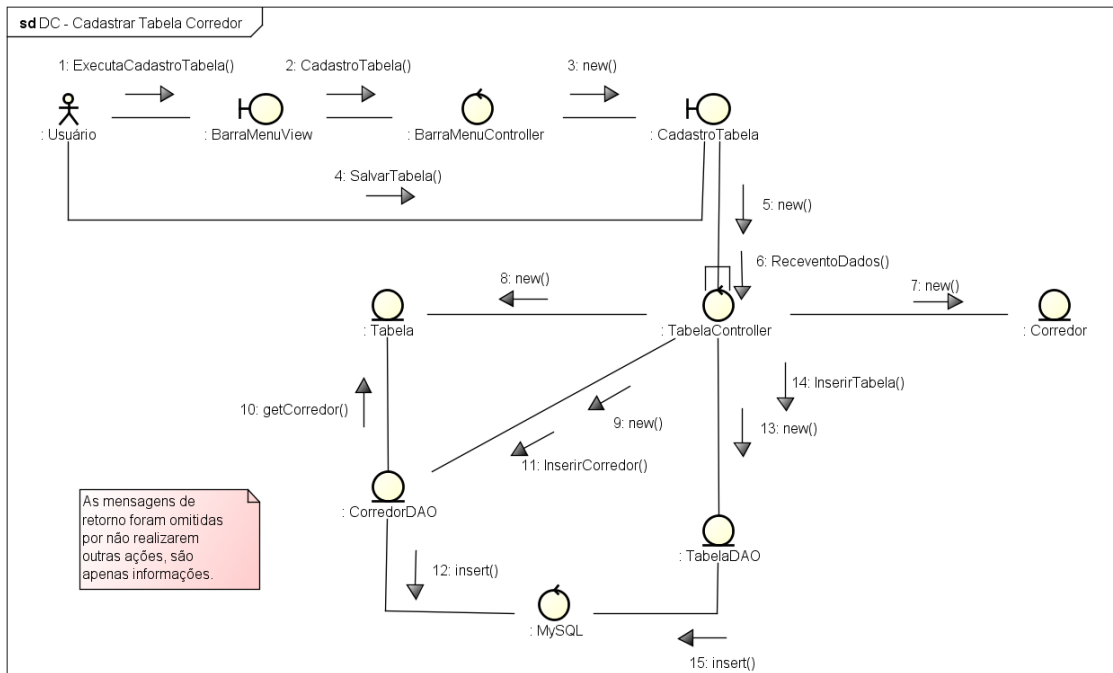 sd DC - Cadastrar Tabela Corredor
1: ExecutaCadastroTabela()
2: CadastroTabela()
3: new()
: Usuário
: BarraMenuView
: BarraMenuController
: CadastroTabela
4: SalvarTabela()
5: new()
6: ReceventoDados()
8: new()
7: new()
: Tabela
: TabelaController
: Corredor
14: InserirTabela()
10: getCorredor()
9: new()
13: new()
11: InserirCorredor()
As mensagens de
retorno foram omitidas
por não realizarem
outras ações, são
apenas informações.
: CorredorDAO
: TabelaDAO
12: insert()
: MySQL
15: insert()